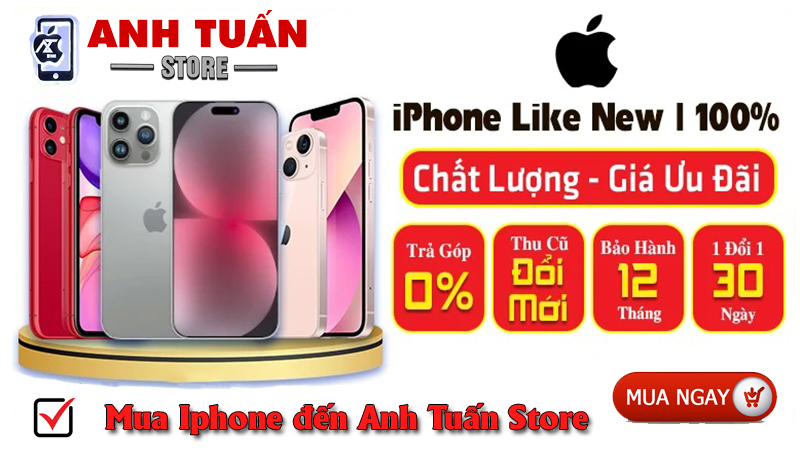 ANH TUẤN
STORE
iPhone Like New | 100%
Chất Lượng - Giá Ưu Đãi
Trả Góp
0%
Thu Cũ
Đổi
Mới
Bảo Hành
12
Tháng
1 Đổi 1
30
Ngày
Mua Iphone đến Anh Tuấn Store
MUA NGAY